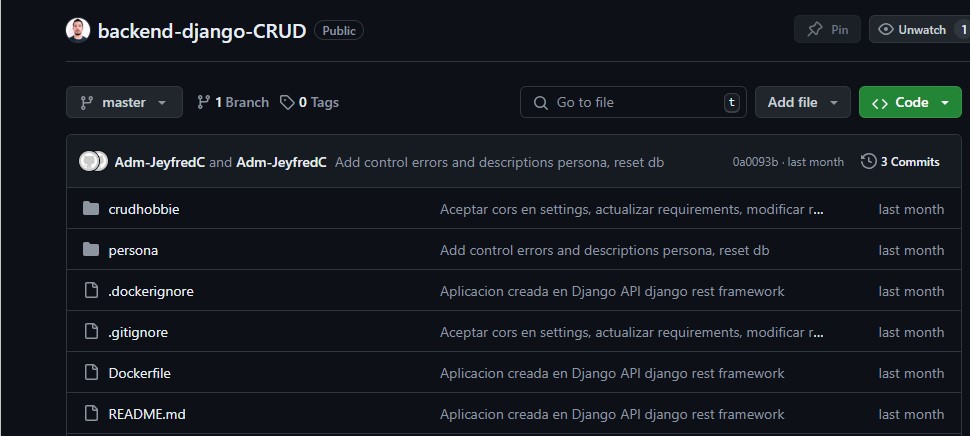 backend-django-CRUD Public Pin Unwatch 1
master 1 Branch 0 Tags Go to file t Add file Code
Adm-JeyfredC and Adm-JeyfredC Add control errors and descriptions persona, reset db 0a0093b · last month 3 Commits
crudhobbie Aceptar cors en settings, actualizar requirements, modificar r... last month
persona Add control errors and descriptions persona, reset db last month
.dockerignore Aplicacion creada en Django API django rest framework last month
.gitignore Aceptar cors en settings, actualizar requirements, modificar r... last month
Dockerfile Aplicacion creada en Django API django rest framework last month
README.md Aplicacion creada en Django API django rest framework last month